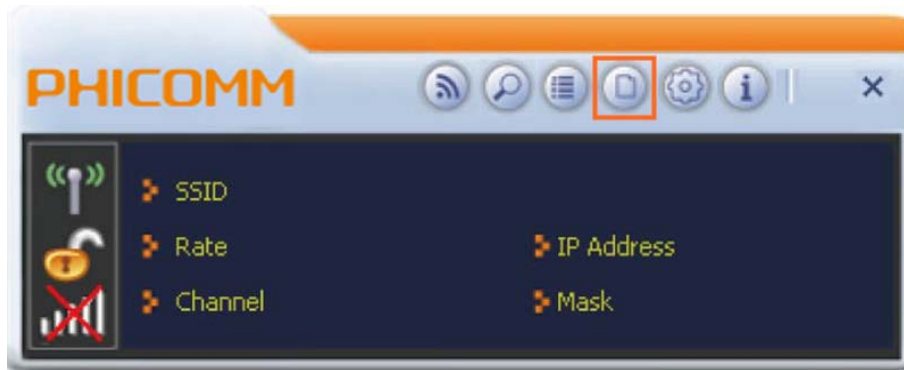 PHICOMM
SSID
Rate
IP Address
Channel
Mask